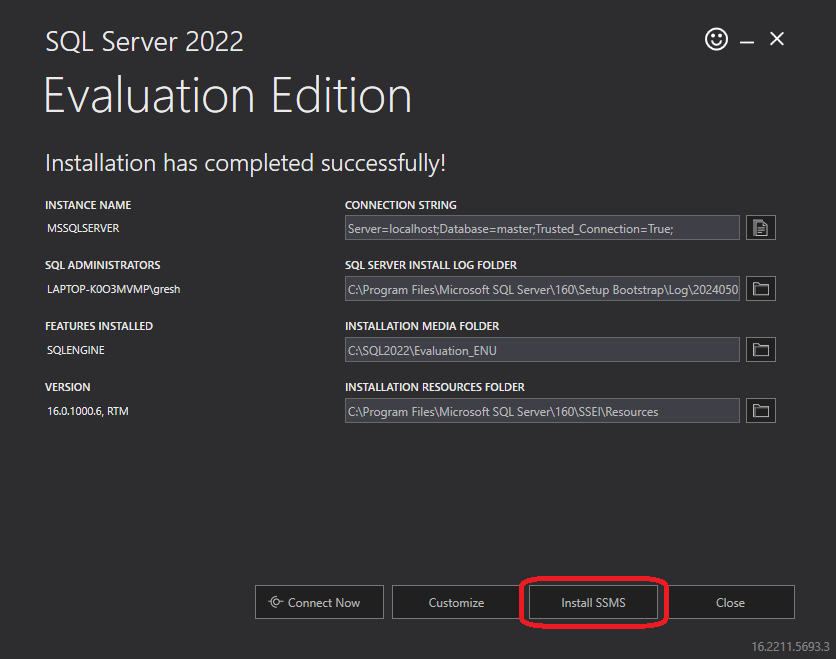 SQL Server 2022
Evaluation Edition
Installation has completed successfully!
INSTANCE NAME
MSSQLSERVER
CONNECTION STRING
Server=localhost;Database=master;Trusted_Connection=True;
SQL ADMINISTRATORS
LAPTOP-K0O3MVMP\gresh
SQL SERVER INSTALL LOG FOLDER
C:\Program Files\Microsoft SQL Server\160\Setup Bootstrap\Log\2024050
FEATURES INSTALLED
SQLENGINE
INSTALLATION MEDIA FOLDER
C:\SQL2022\Evaluation_ENU
VERSION
16.0.1000.6, RTM
INSTALLATION RESOURCES FOLDER
C:\Program Files\Microsoft SQL Server\160\SSEI\Resources
Connect Now
Customize
Install SSMS
Close
16.2211.5693.3